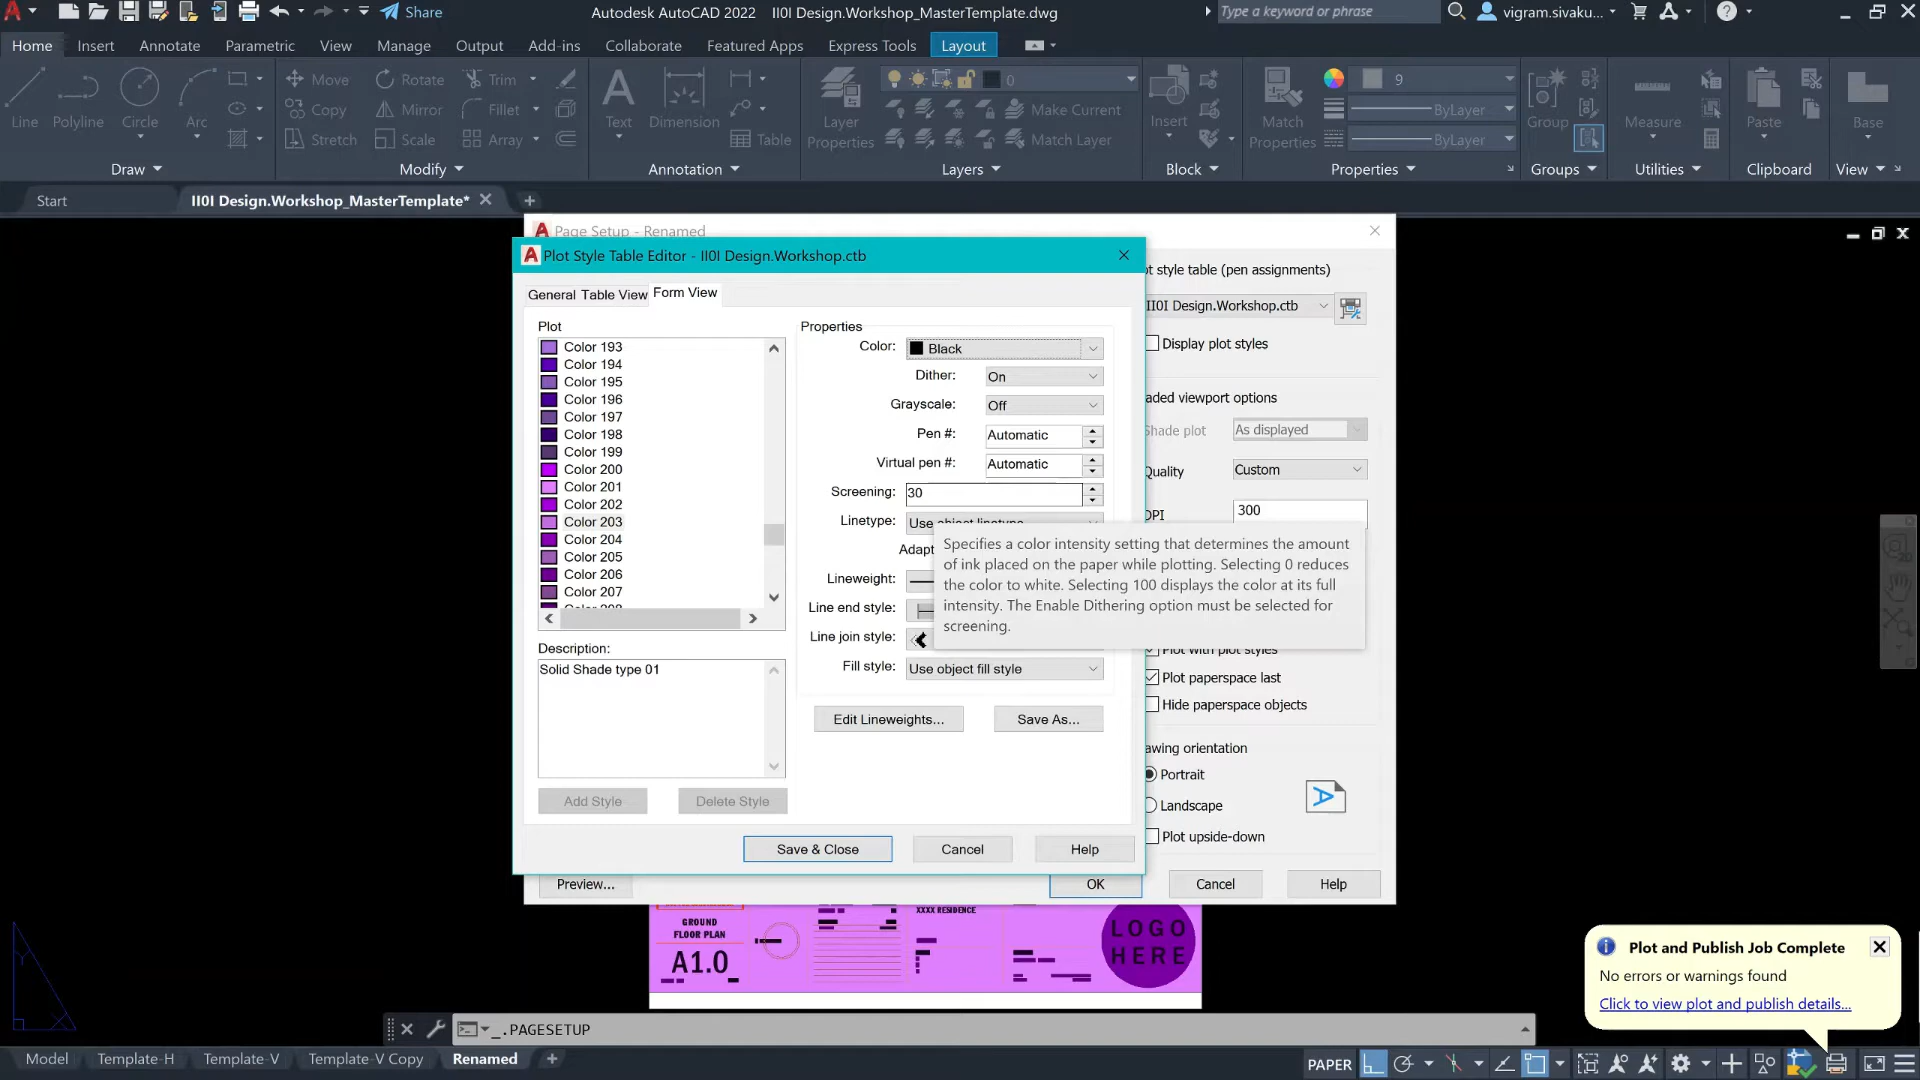 Share
Autodesk AutoCAD 2022 II0I Design.Workshop_MasterTemplate.dwg
Type a keyword or phrase
vigram.sivaku...
Home Insert Annotate Parametric View Manage Output Add-ins Collaborate Featured Apps Express Tools Layout
Line Polyline Circle Arc
Move Rotate Trim
Copy Mirror Fillet
Stretch Scale Array
Text Dimension Table
Layer Properties
0
Make Current
Match Layer
Insert
Match Properties
9
ByLayer
ByLayer
Group
Measure
Paste
Base
Draw Modify Annotation Layers Block Properties Groups Utilities Clipboard View
Start II0I Design.Workshop_MasterTemplate*
Page Setup - Renamed
Plot Style Table Editor - II0I Design.Workshop.ctb
General Table View Form View
Plot
Color 193
Color 194
Color 195
Color 196
Color 197
Color 198
Color 199
Color 200
Color 201
Color 202
Color 203
Color 204
Color 205
Color 206
Color 207
Description:
Solid Shade type 01
Add Style Delete Style
Properties
Color: Black
Dither: On
Grayscale: Off
Pen #: Automatic
Virtual pen #: Automatic
Screening: 30
Linetype: Use object linetype
Adapt
Lineweight:
Line end style:
Line join style:
Fill style: Use object fill style
Edit Lineweights... Save As...
Save & Close Cancel Help
Specifies a color intensity setting that determines the amount
of ink placed on the paper while plotting. Selecting 0 reduces
the color to white. Selecting 100 displays the color at its full
intensity. The Enable Dithering option must be selected for
screening.
t style table (pen assignments)
II0I Design.Workshop.ctb
Display plot styles
aded viewport options
Shade plot As displayed
Quality Custom
DPI 300
Plot with plot styles
Plot paperspace last
Hide paperspace objects
awing orientation
Portrait
Landscape
Plot upside-down
Preview... OK Cancel Help
GROUND
FLOOR PLAN
A1.0
XXXX RESIDENCE
LOGO
HERE
Plot and Publish Job Complete
No errors or warnings found
Click to view plot and publish details...
_.PAGESETUP
Model Template-H Template-V Template-V Copy Renamed
PAPER